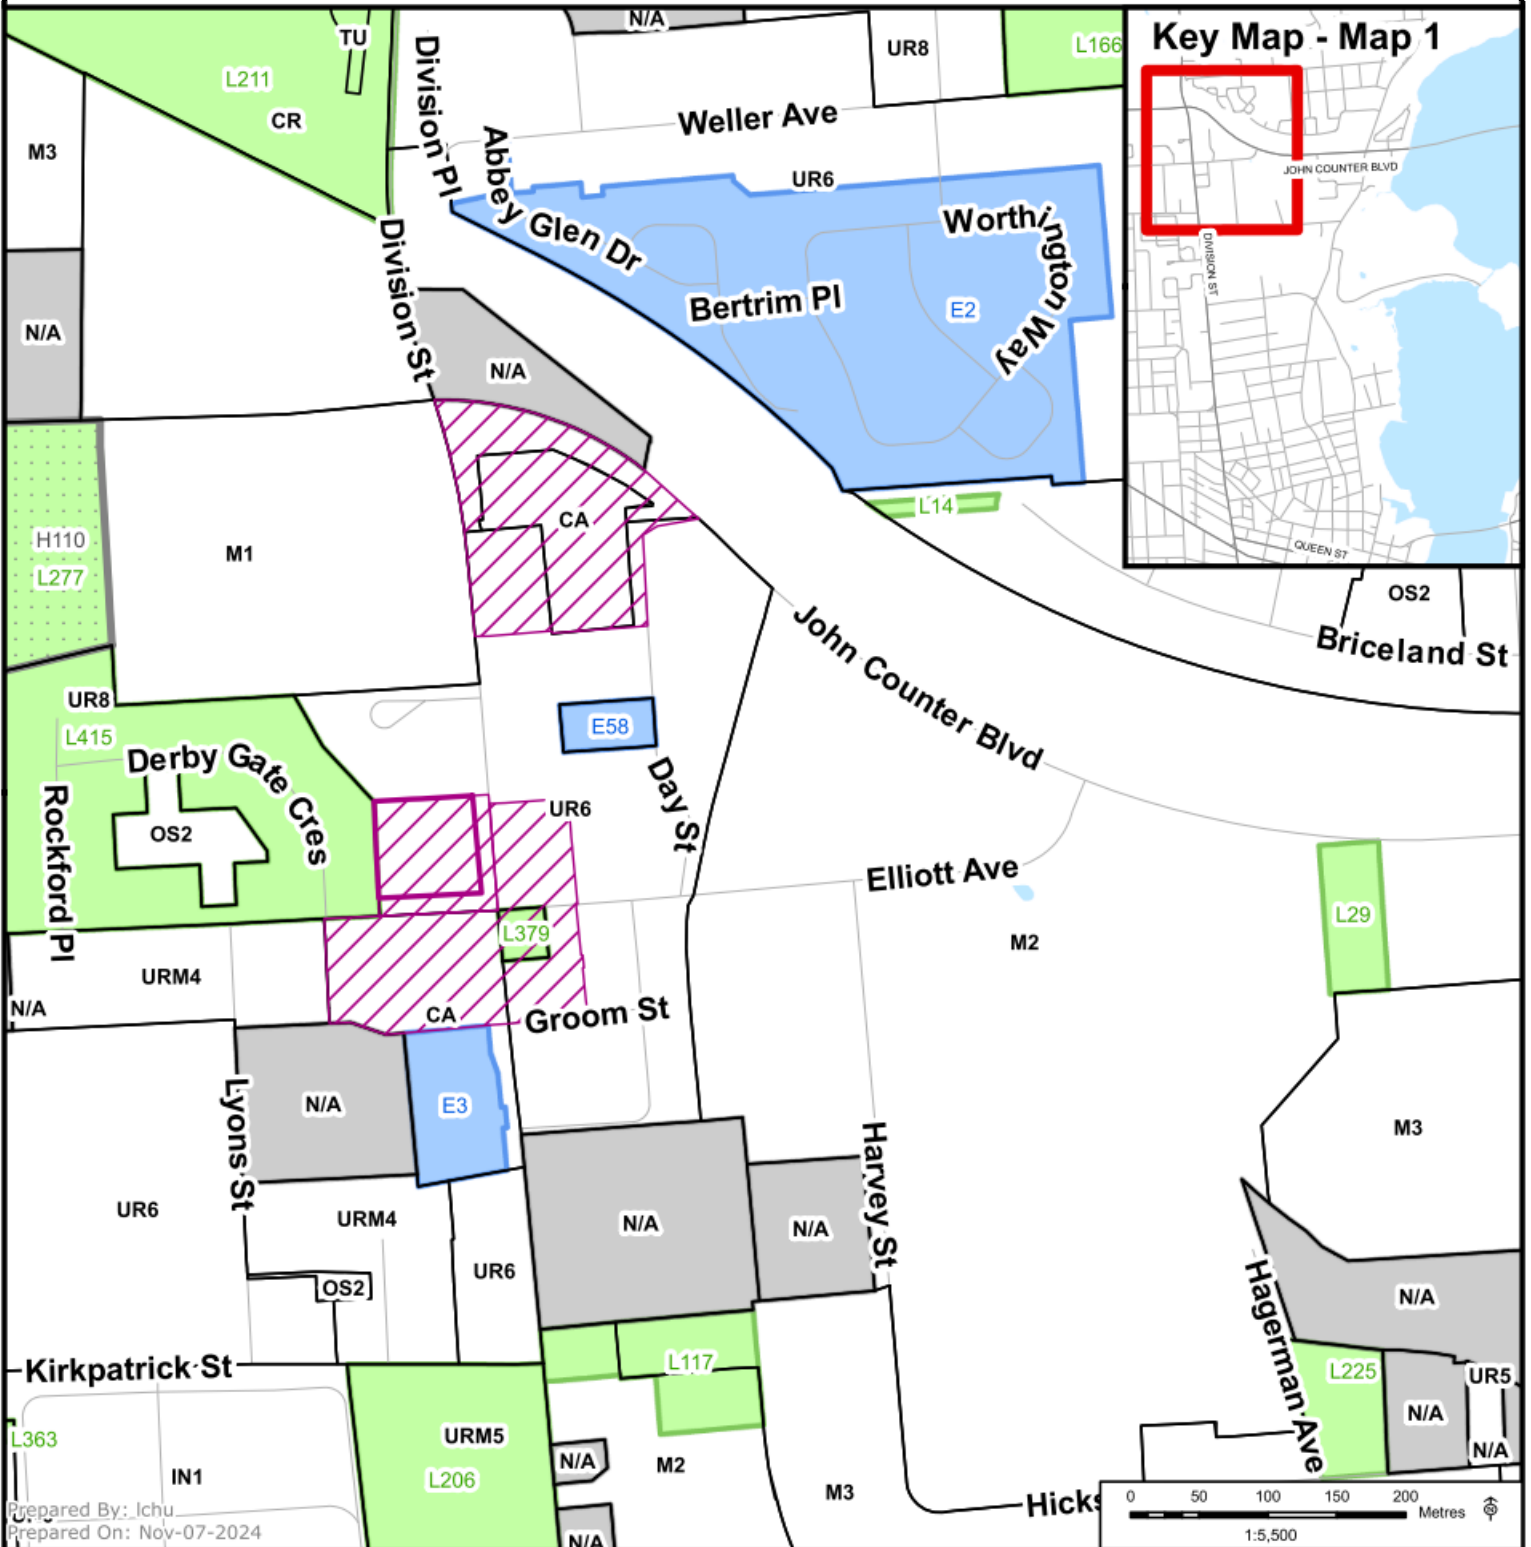 N/A
TU
UR8
L166
Key Map - Map 1
L211
CR
Division Pl
Weller Ave
M3
Abbey Glen Dr
UR6
JOHN COUNTER BLVD
Worthington Way
Division St
DIVISION ST
Bertrim Pl
E2
N/A
N/A
CA
L14
H110
M1
L277
QUEEN ST
OS2
John Counter Blvd
Briceland St
UR8
L415
E58
Derby Gate Cres
Day St
Rockford Pl
UR6
OS2
Elliott Ave
L379
L29
M2
URM4
N/A
CA
Groom St
Lyons St
N/A
E3
Harvey St
M3
UR6
URM4
N/A
N/A
UR6
OS2
Hagerman Ave
N/A
Kirkpatrick St
L117
L225
UR5
N/A
L363
URM5
N/A
IN1
L206
N/A
M2
M3
Hicks
Prepared By: lchu
Prepared On: Nov-07-2024
N/A
0 50 100 150 200
Metres
1:5,500